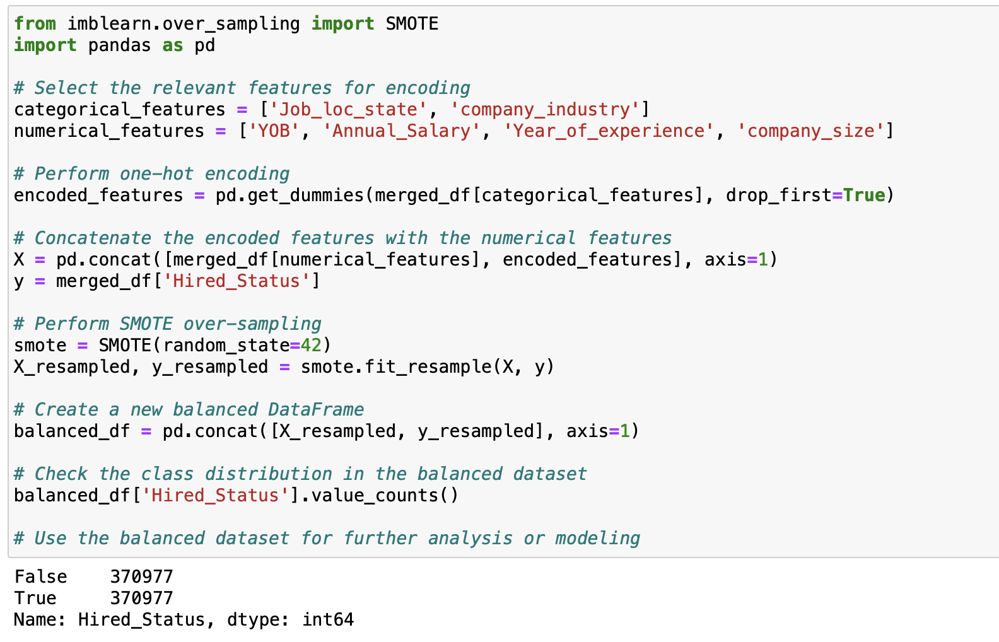 from imblearn.over_sampling import SMOTE
import pandas as pd
# Select the relevant features for encoding
categorical_features = ['Job_loc_state', 'company_industry']
numerical_features = ['YOB', 'Annual_Salary', 'Year_of_experience', 'company_size']
# Perform one-hot encoding
encoded_features = pd.get_dummies(merged_df[categorical_features], drop_first=True)
# Concatenate the encoded features with the numerical features
X = pd.concat([merged_df[numerical_features], encoded_features], axis=1)
y = merged_df['Hired_Status']
# Perform SMOTE over-sampling
smote = SMOTE(random_state=42)
X_resampled, y_resampled = smote.fit_resample(X, y)
# Create a new balanced DataFrame
balanced_df = pd.concat([X_resampled, y_resampled], axis=1)
# Check the class distribution in the balanced dataset
balanced_df['Hired_Status'].value_counts()
# Use the balanced dataset for further analysis or modeling
False    370977
True     370977
Name: Hired_Status, dtype: int64